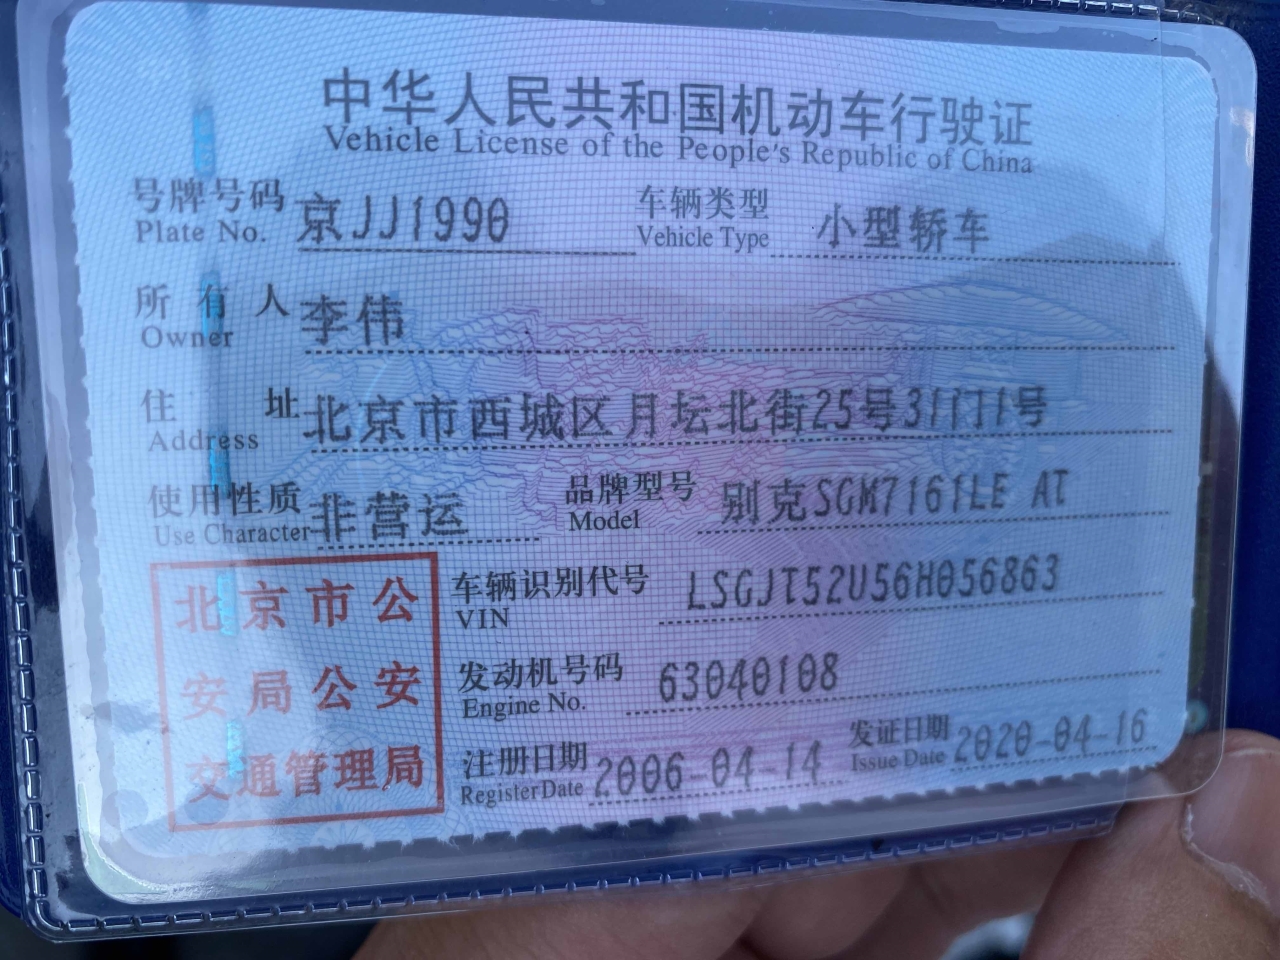 中华人民共和国机动车行驶证
Vehicle License of the People's Republic of China
号牌号码 京JJ1990 车辆类型 小型轿车
Plate No. Vehicle Type
所有人 李伟
Owner
住址 北京市西城区月坛北街25号31门1号
Address
使用性质 非营运 品牌型号 别克SGM7161LE AT
Use Character Model
车辆识别代号 LSGJT52U56H056863
VIN
发动机号码 63040108
Engine No.
注册日期 2006-04-14 发证日期 2020-04-16
Register Date Issue Date
北京市公
安局公安
交通管理局